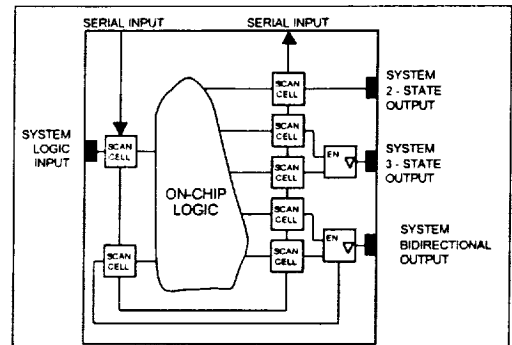 SERIAL INPUT
SERIAL INPUT
SCAN
CELL
SYSTEM
2 - STATE
OUTPUT
SCAN
CELL
SYSTEM
LOGIC
INPUT
SCAN
CELL
EN
SYSTEM
3 - STATE
OUTPUT
SCAN
CELL
ON-CHIP
LOGIC
SCAN
CELL
EN
SYSTEM
BIDIRECTIONAL
OUTPUT
SCAN
CELL
SCAN
CELL